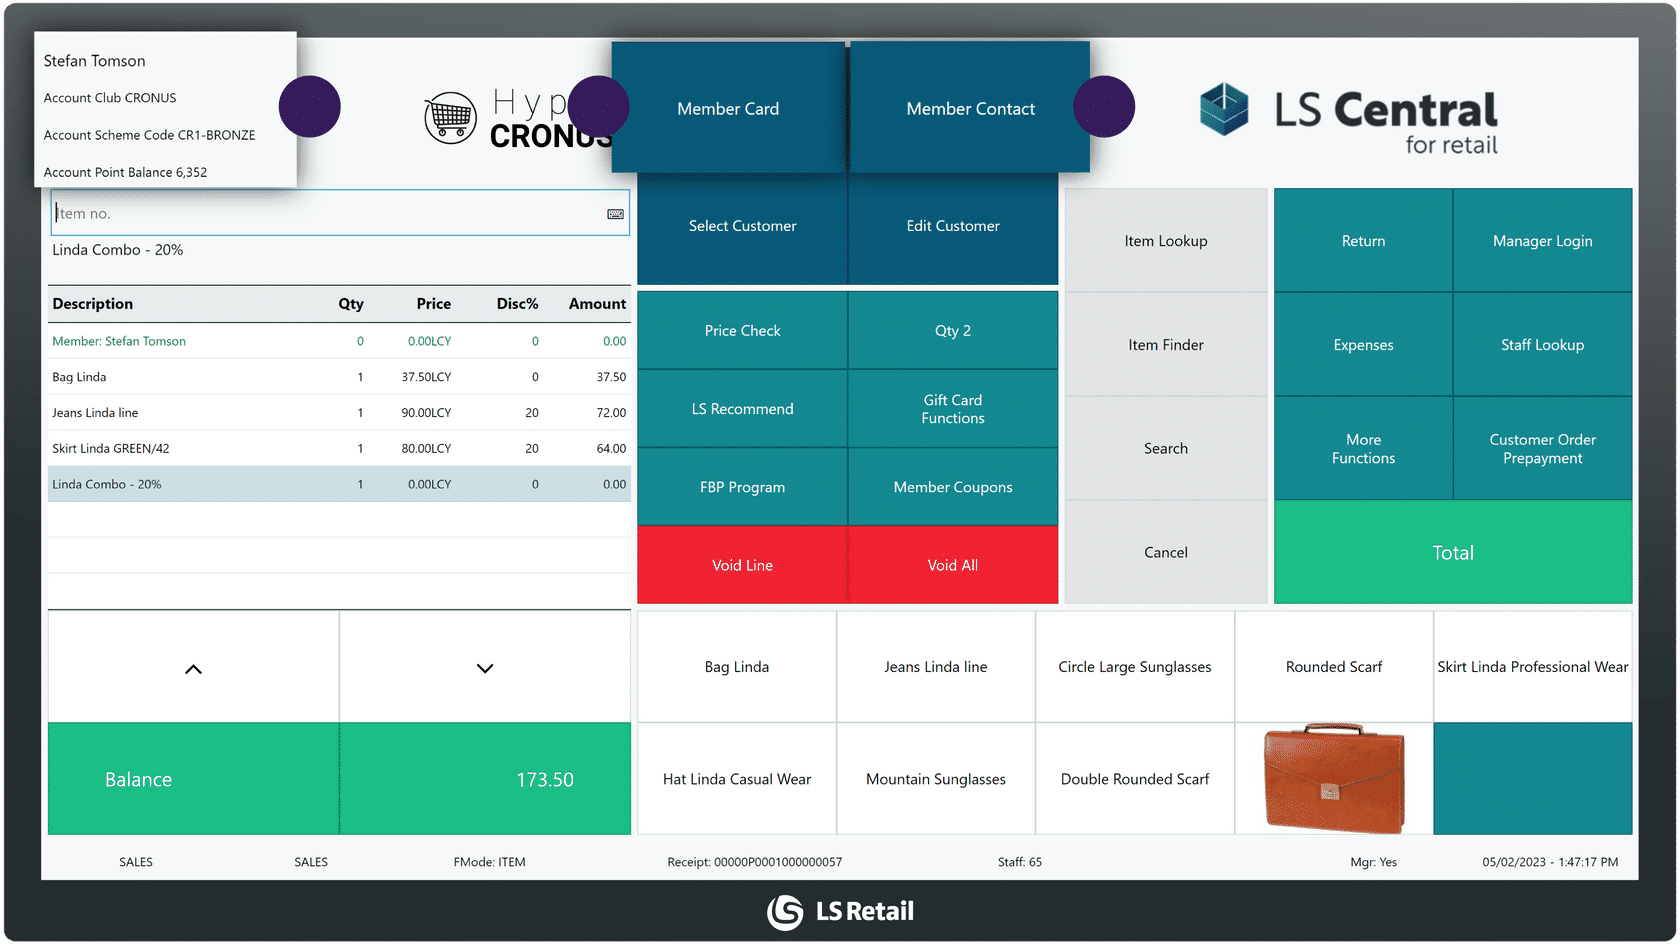 Stefan Tomson
Account Club CRONUS
Account Scheme Code CR1-BRONZE
Account Point Balance 6,352
Hyp
CRONUS
Member Card
Member Contact
LS Central
for retail
Item no.
Linda Combo - 20%
Description Qty Price Disc% Amount
Member: Stefan Tomson 0 0.00LCY 0 0.00
Bag Linda 1 37.50LCY 0 37.50
Jeans Linda line 1 90.00LCY 20 72.00
Skirt Linda GREEN/42 1 80.00LCY 20 64.00
Linda Combo - 20% 1 0.00LCY 0 0.00
Balance 173.50
Select Customer
Edit Customer
Price Check
Qty 2
LS Recommend
Gift Card
Functions
FBP Program
Member Coupons
Void Line
Void All
Item Lookup
Item Finder
Search
Cancel
Return
Manager Login
Expenses
Staff Lookup
More
Functions
Customer Order
Prepayment
Total
Bag Linda
Jeans Linda line
Circle Large Sunglasses
Rounded Scarf
Skirt Linda Professional Wear
Hat Linda Casual Wear
Mountain Sunglasses
Double Rounded Scarf
SALES SALES FMode: ITEM Receipt: 00000P0001000000057 Staff: 65 Mgr: Yes 05/02/2023 - 1:47:17 PM
LS Retail